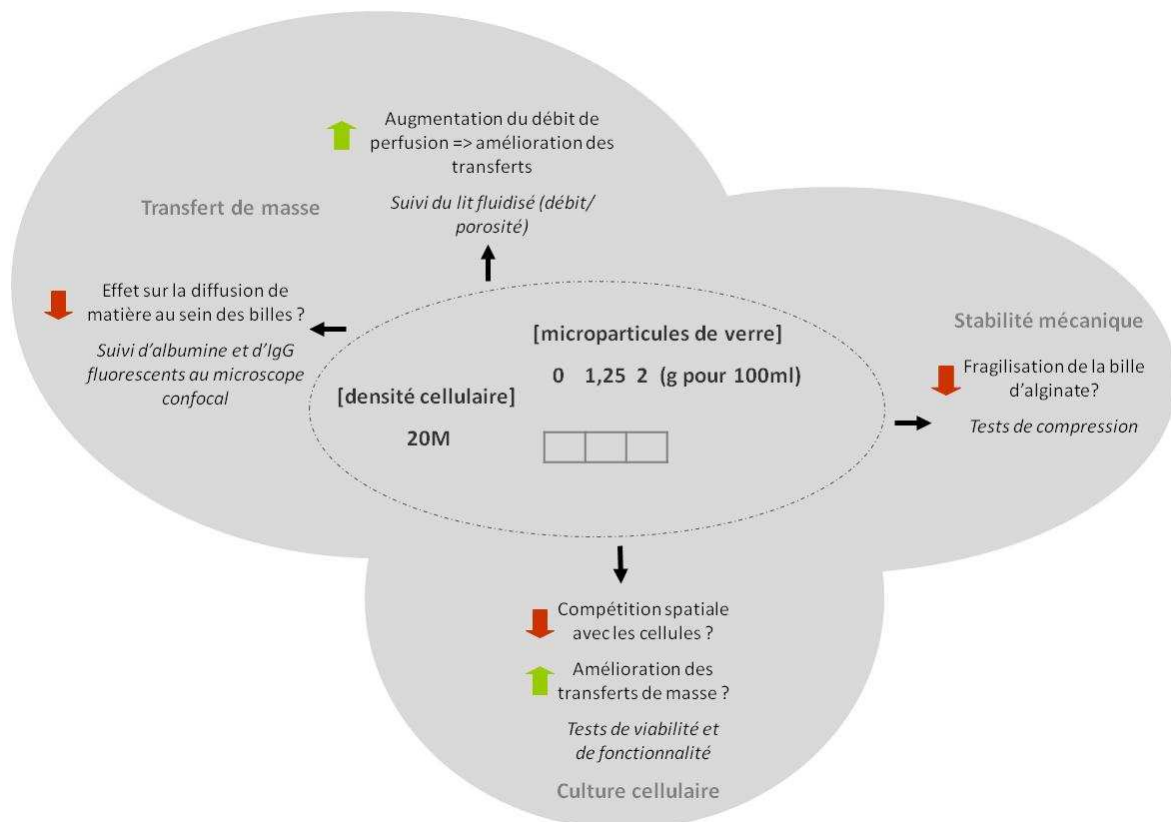 Augmentation du débit de
perfusion => amélioration des
transferts
Suivi du lit fluidisé (débit/
porosité)
Transfert de masse
Effet sur la diffusion de
matière au sein des billes ?
Suivi d'albumine et d'IgG
fluorescents au microscope
confocal
[microparticules de verre]
0 1,25 2 (g pour 100ml)
[densité cellulaire]
20M
Stabilité mécanique
Fragilisation de la bille
d'alginate?
Tests de compression
Compétition spatiale
avec les cellules ?
Amélioration des
transferts de masse ?
Tests de viabilité et
de fonctionnalité
Culture cellulaire